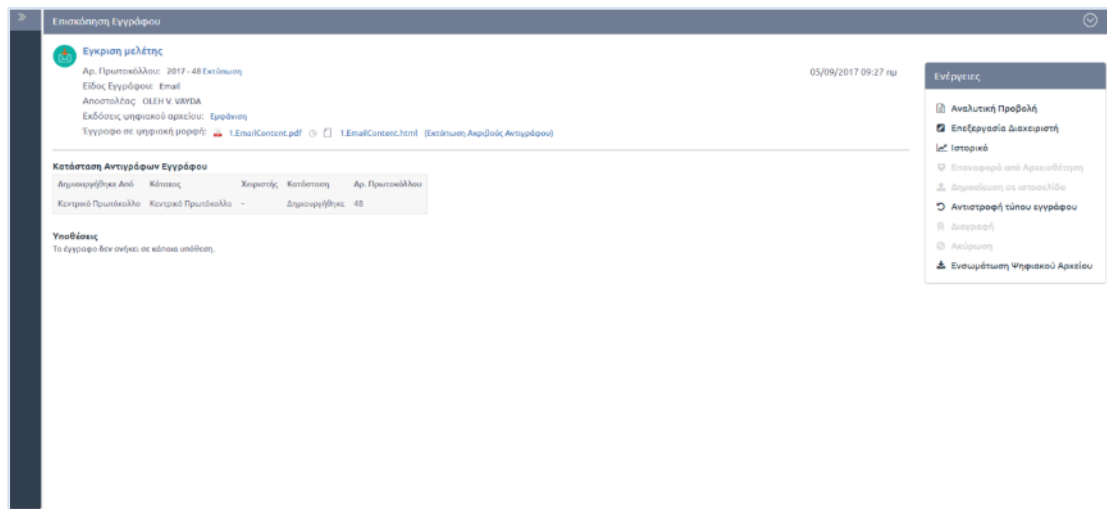 »
Επισκόπηση Εγγράφου
Εγκριση μελέτης
Αρ. Πρωτοκόλλου: 2017 - 48 Εκτύπωση
05/09/2017 09:27 πμ
Είδος Εγγράφου: Email
Αποστολέας: OLEH V. VAYDA
Εκδόσεις ψηφιακού αρχείου: Εμφάνιση
Έγγραφο σε ψηφιακή μορφή: 1.EmailContent.pdf 1.EmailContent.html (Εκτύπωση Ακριβούς Αντιγράφου)
Κατάσταση Αντιγράφων Εγγράφου
Δημιουργήθηκε Από Κάτοχος Χειριστής Κατάσταση Αρ. Πρωτοκόλλου
Κεντρικό Πρωτόκολλο Κεντρικό Πρωτόκολλο - Δημιουργήθηκε 48
Υποθέσεις
Το έγγραφο δεν ανήκει σε κάποια υπόθεση.
Ενέργειες
Αναλυτική Προβολή
Επεξεργασία Διαχειριστή
Ιστορικό
Επαναφορά από Αρχειοθέτηση
Δημοσίευση σε ιστοσελίδα
Αντιστροφή τύπου εγγράφου
Διαγραφή
Ακύρωση
Ενσωμάτωση Ψηφιακού Αρχείου